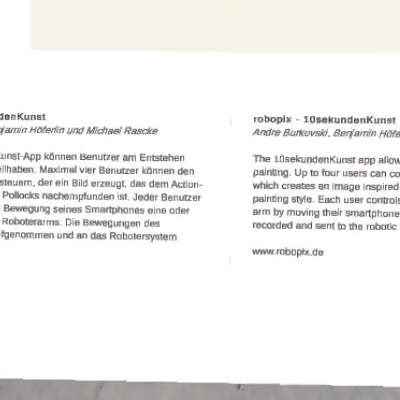 denKunst
njamin Höferlin und Michael Rascke
Kunst-App können Benutzer am Entstehen
eilhaben. Maximal vier Benutzer können den
steuern, der ein Bild erzeugt, das dem Action-
Pollocks nachempfunden ist. Jeder Benutzer
Bewegung seines Smartphones eine oder
Roboterarms. Die Bewegungen des
fgenommen und an das Robotersystem
robopix - 10sekundenKunst
Andre Burkovski, Benjamin Höfe
The 10sekundenKunst app allow
painting. Up to four users can co
which creates an image inspired
painting style. Each user controls
arm by moving their smartphone
recorded and sent to the robotic
www.robopix.de